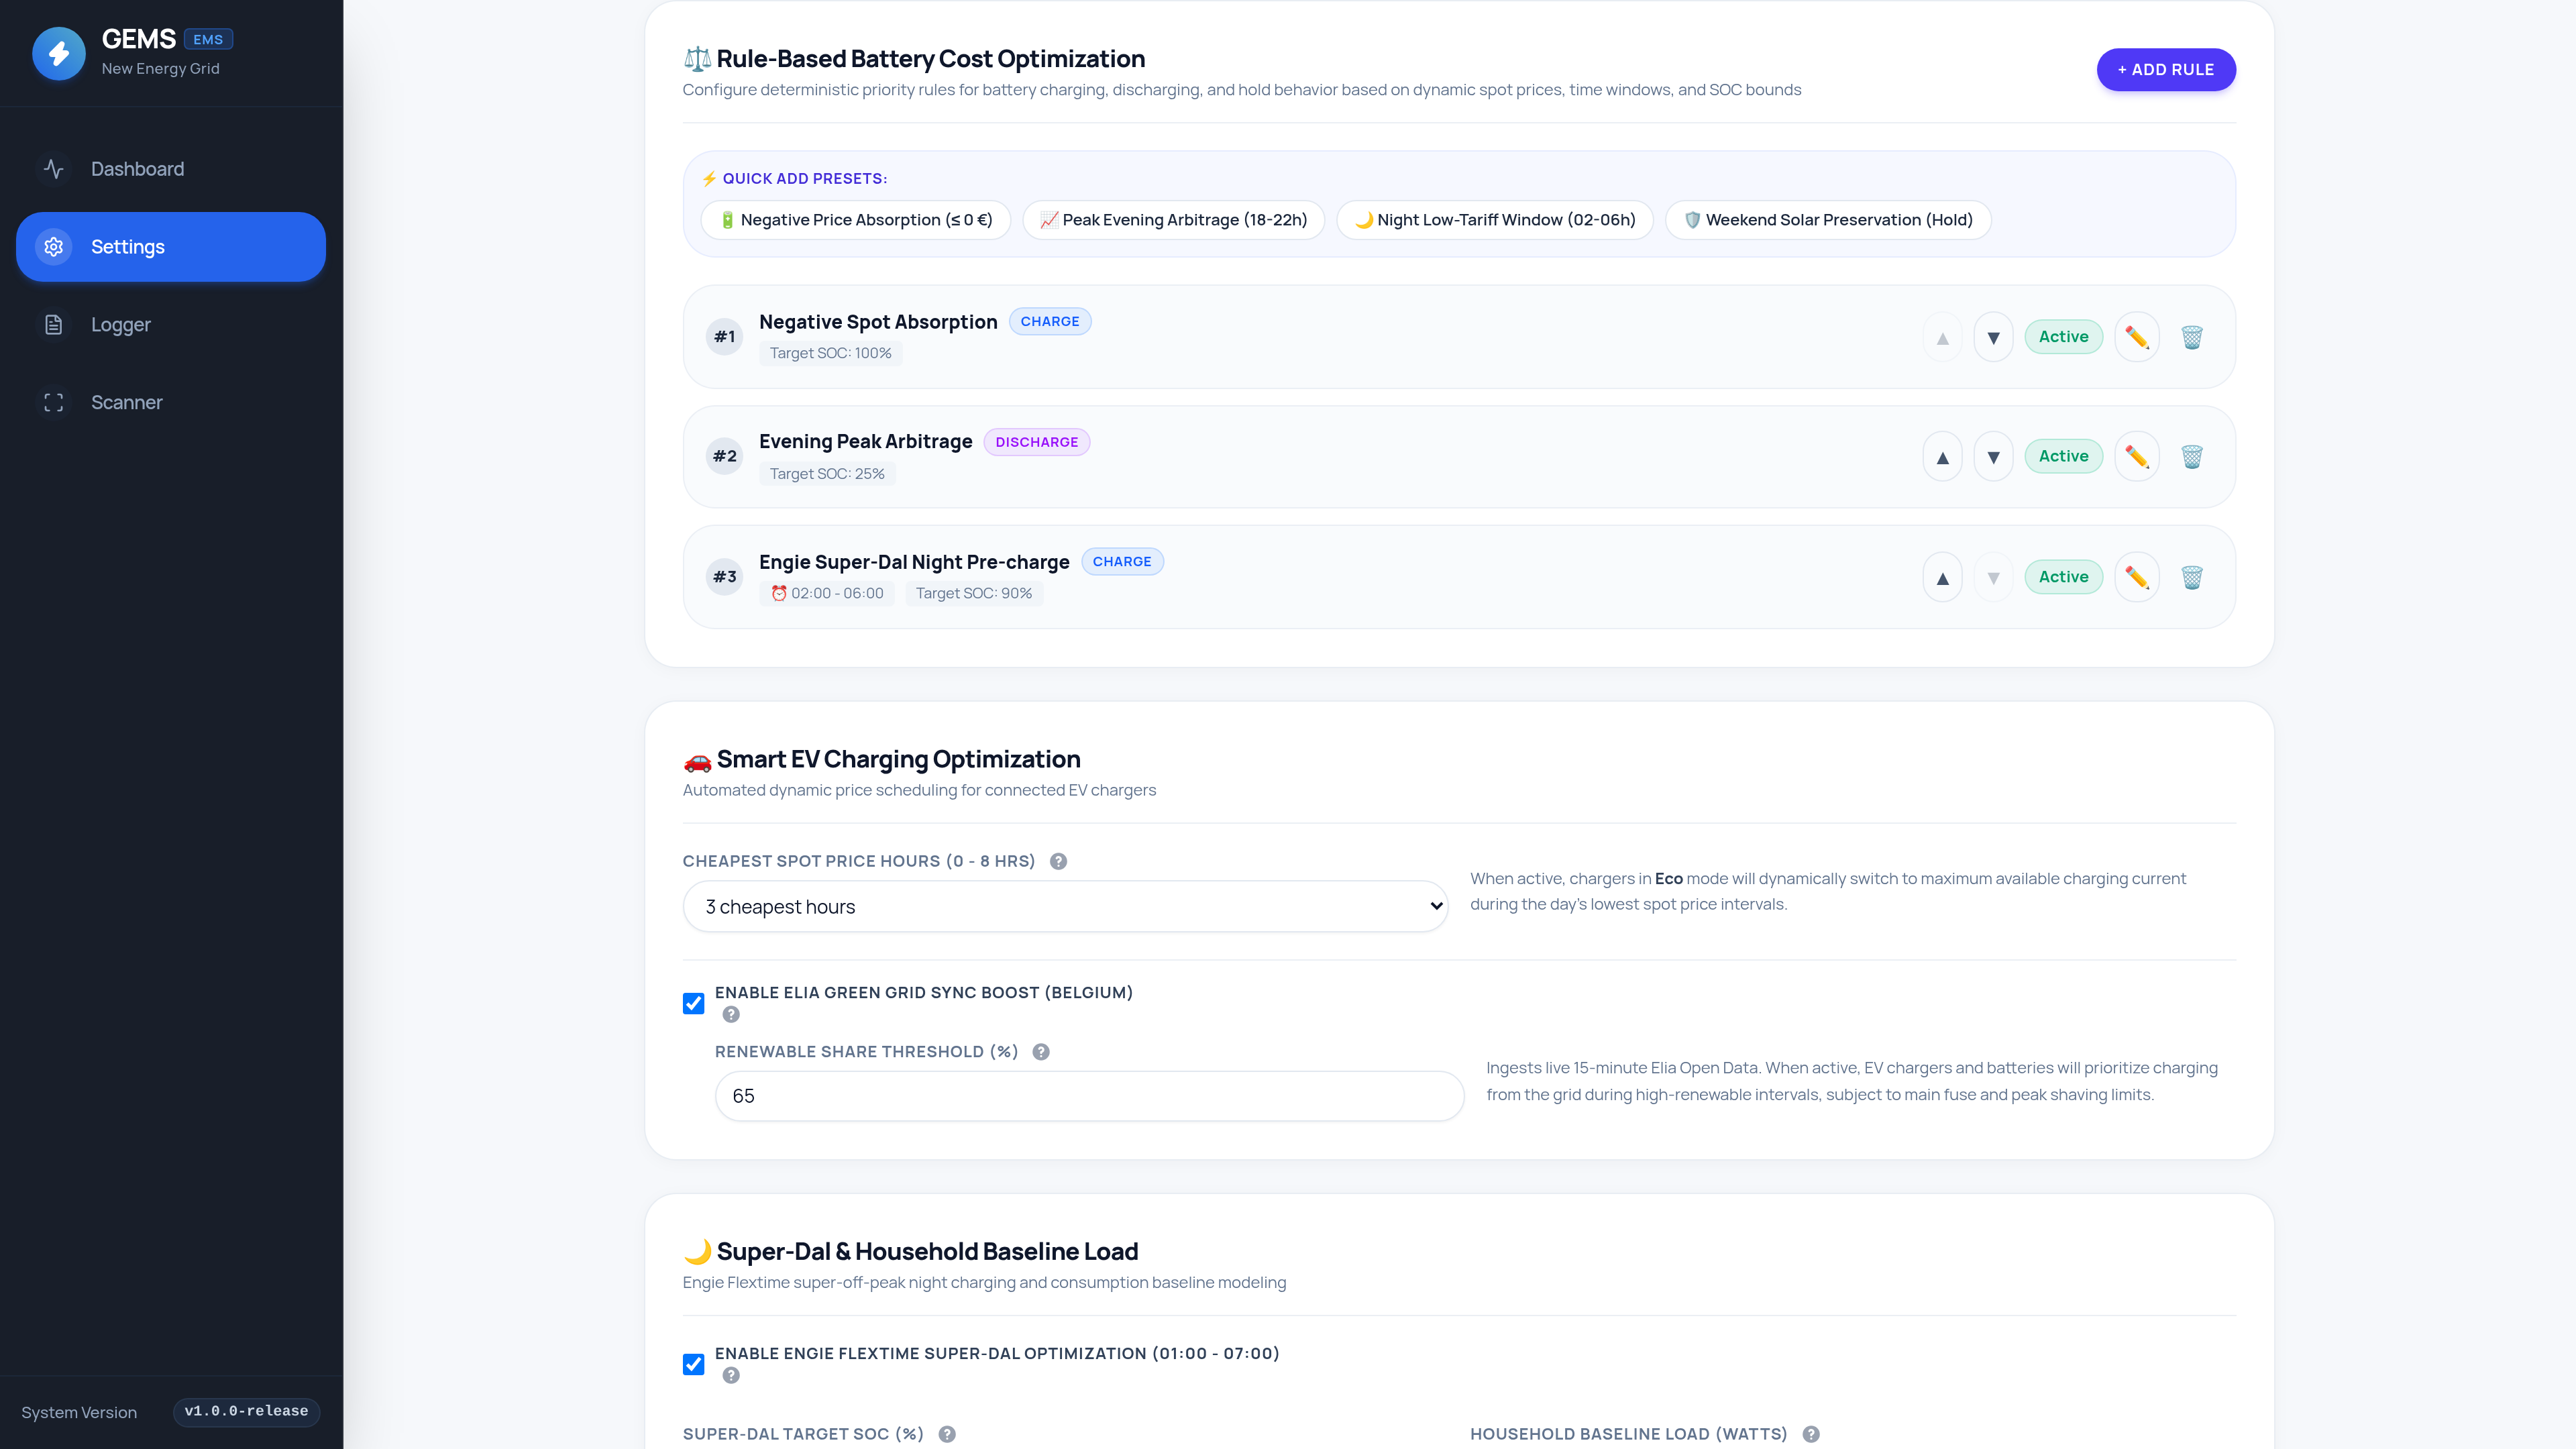 GEMS EMS
New Energy Grid
Dashboard
Settings
Logger
Scanner
System Version v1.0.0-release
⚖️ Rule-Based Battery Cost Optimization
Configure deterministic priority rules for battery charging, discharging, and hold behavior based on dynamic spot prices, time windows, and SOC bounds
+ ADD RULE
⚡ QUICK ADD PRESETS:
🔋 Negative Price Absorption (≤ 0 €) 📈 Peak Evening Arbitrage (18-22h) 🌙 Night Low-Tariff Window (02-06h) 🛡️ Weekend Solar Preservation (Hold)
#1 Negative Spot Absorption CHARGE
Target SOC: 100%
▲ ▼ Active ✏️ 🗑️
#2 Evening Peak Arbitrage DISCHARGE
Target SOC: 25%
▲ ▼ Active ✏️ 🗑️
#3 Engie Super-Dal Night Pre-charge CHARGE
⏰ 02:00 - 06:00 Target SOC: 90%
▲ ▼ Active ✏️ 🗑️
🚗 Smart EV Charging Optimization
Automated dynamic price scheduling for connected EV chargers
CHEAPEST SPOT PRICE HOURS (0 - 8 HRS) ?
3 cheapest hours
When active, chargers in Eco mode will dynamically switch to maximum available charging current
during the day's lowest spot price intervals.
ENABLE ELIA GREEN GRID SYNC BOOST (BELGIUM)
?
RENEWABLE SHARE THRESHOLD (%) ?
65
Ingests live 15-minute Elia Open Data. When active, EV chargers and batteries will prioritize charging
from the grid during high-renewable intervals, subject to main fuse and peak shaving limits.
🌙 Super-Dal & Household Baseline Load
Engie Flextime super-off-peak night charging and consumption baseline modeling
ENABLE ENGIE FLEXTIME SUPER-DAL OPTIMIZATION (01:00 - 07:00)
?
SUPER-DAL TARGET SOC (%) ?
HOUSEHOLD BASELINE LOAD (WATTS) ?